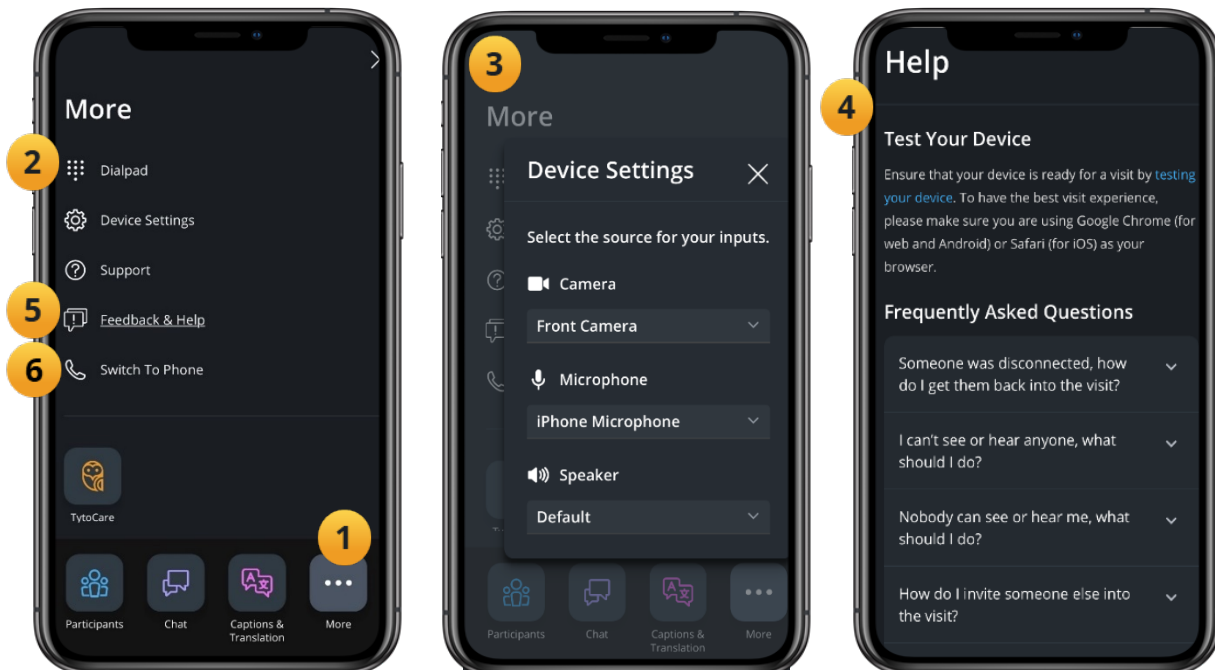 More
2
Dialpad
Device Settings
Support
5
Feedback & Help
6
Switch To Phone
TytoCare
1
Participants
Chat
Captions &
Translation
More
3
More
Device Settings
Select the source for your inputs.
Camera
Front Camera
Microphone
iPhone Microphone
Speaker
Default
Participants
Chat
Captions &
Translation
More
Help
4
Test Your Device
Ensure that your device is ready for a visit by testing
your device. To have the best visit experience,
please make sure you are using Google Chrome (for
web and Android) or Safari (for iOS) as your
browser.
Frequently Asked Questions
Someone was disconnected, how
do I get them back into the visit?
I can't see or hear anyone, what
should I do?
Nobody can see or hear me, what
should I do?
How do I invite someone else into
the visit?